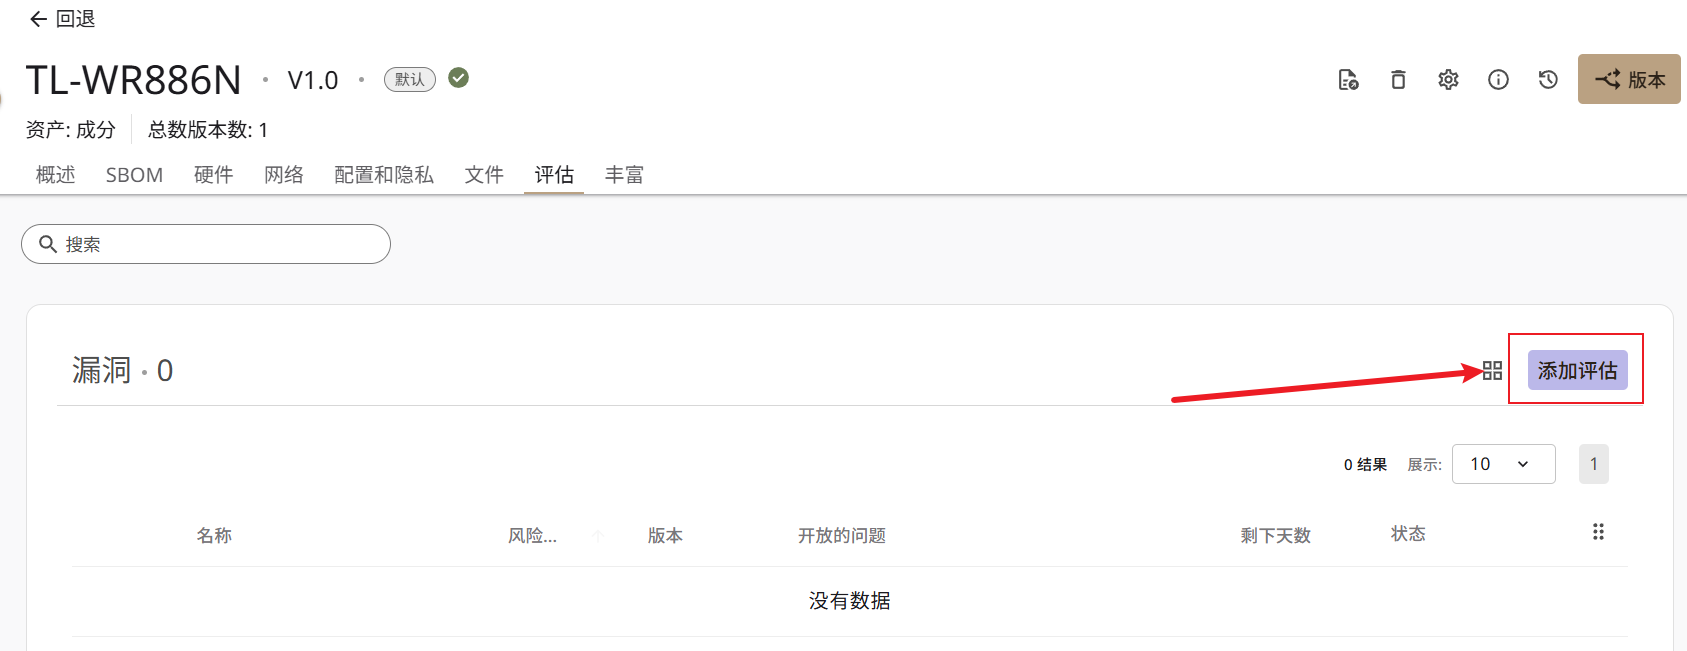 回退
TL-WR886N · V1.0 · 默认
版本
资产: 成分 总数版本数: 1
概述 SBOM 硬件 网络 配置和隐私 文件 评估 丰富
搜索
漏洞 · 0
添加评估
0 结果 展示: 10 1
名称 风险... 版本 开放的问题 剩下天数 状态
没有数据